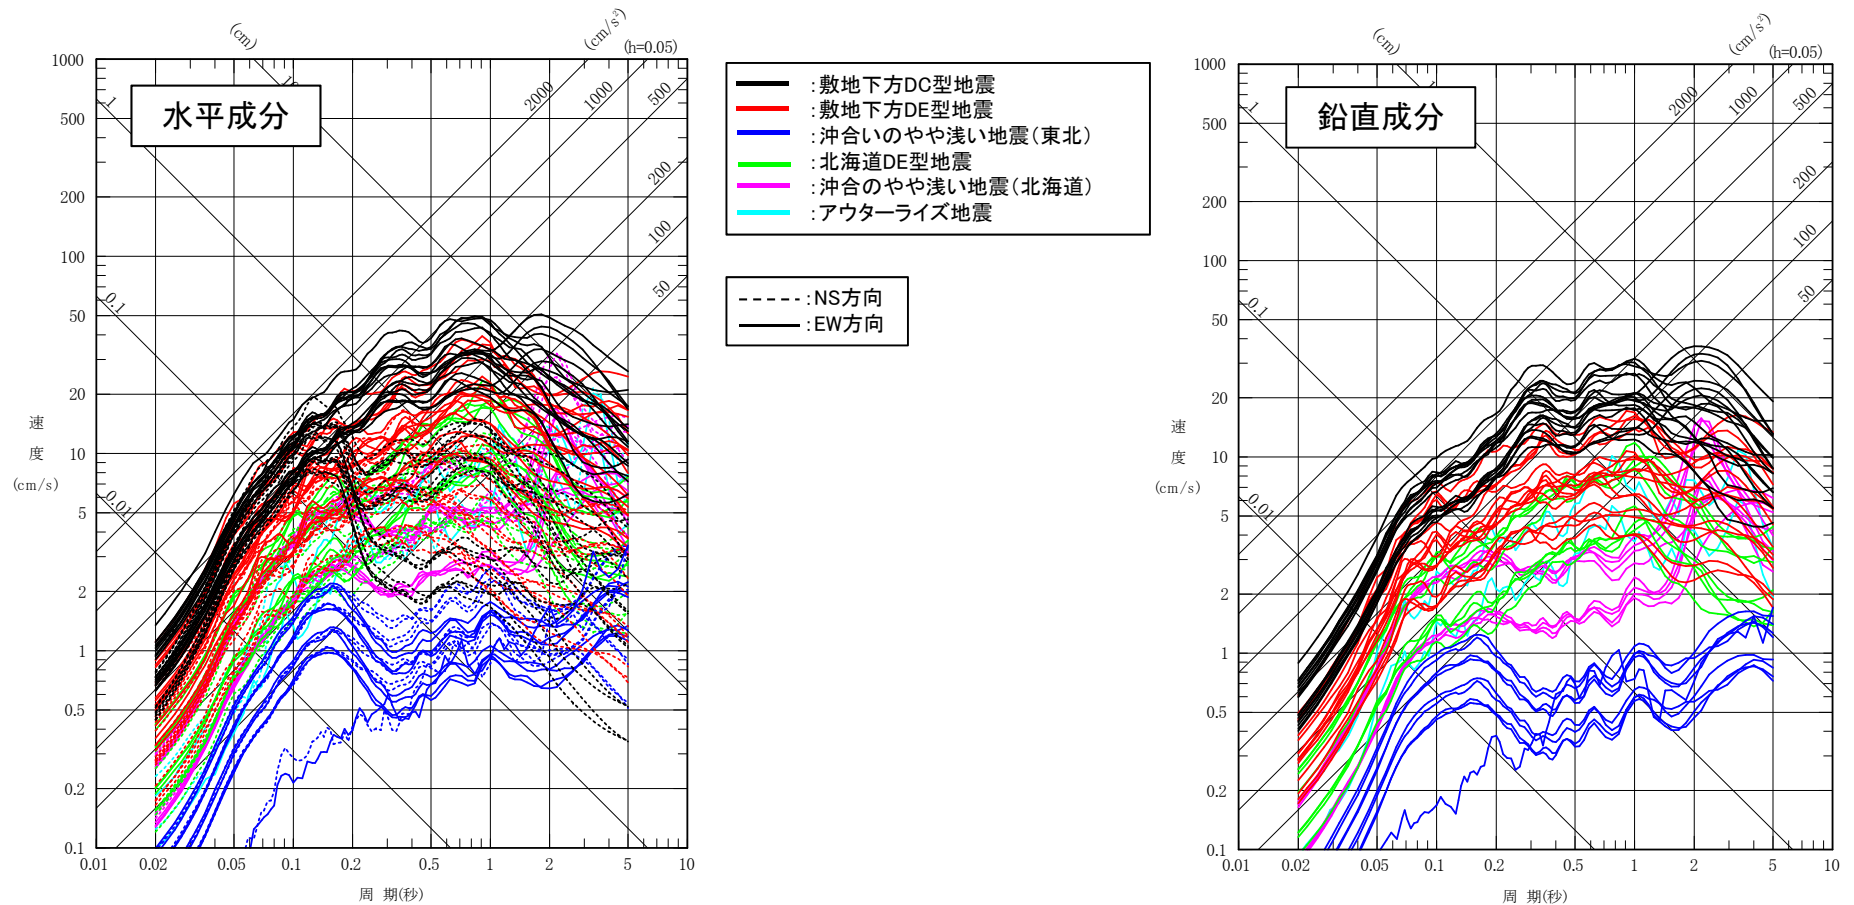 (cm)
(cm/s²)
(h=0.05)
水平成分
1000
500
200
100
50
20
10
5
2
1
0.5
0.2
0.1
速
度
(cm/s)
1
0.1
0.01
2000
1000
500
200
100
50
0.01
0.02
0.05
0.1
0.2
0.5
1
2
5
10
周 期(秒)
:敷地下方DC型地震
:敷地下方DE型地震
:沖合いのやや浅い地震(東北)
:北海道DE型地震
:沖合のやや浅い地震(北海道)
:アウターライズ地震
:NS方向
:EW方向
(cm)
(cm/s²)
(h=0.05)
鉛直成分
1000
500
200
100
50
20
10
5
2
1
0.5
0.2
0.1
速
度
(cm/s)
1
0.1
0.01
2000
1000
500
200
100
50
0.01
0.02
0.05
0.1
0.2
0.5
1
2
5
10
周 期(秒)